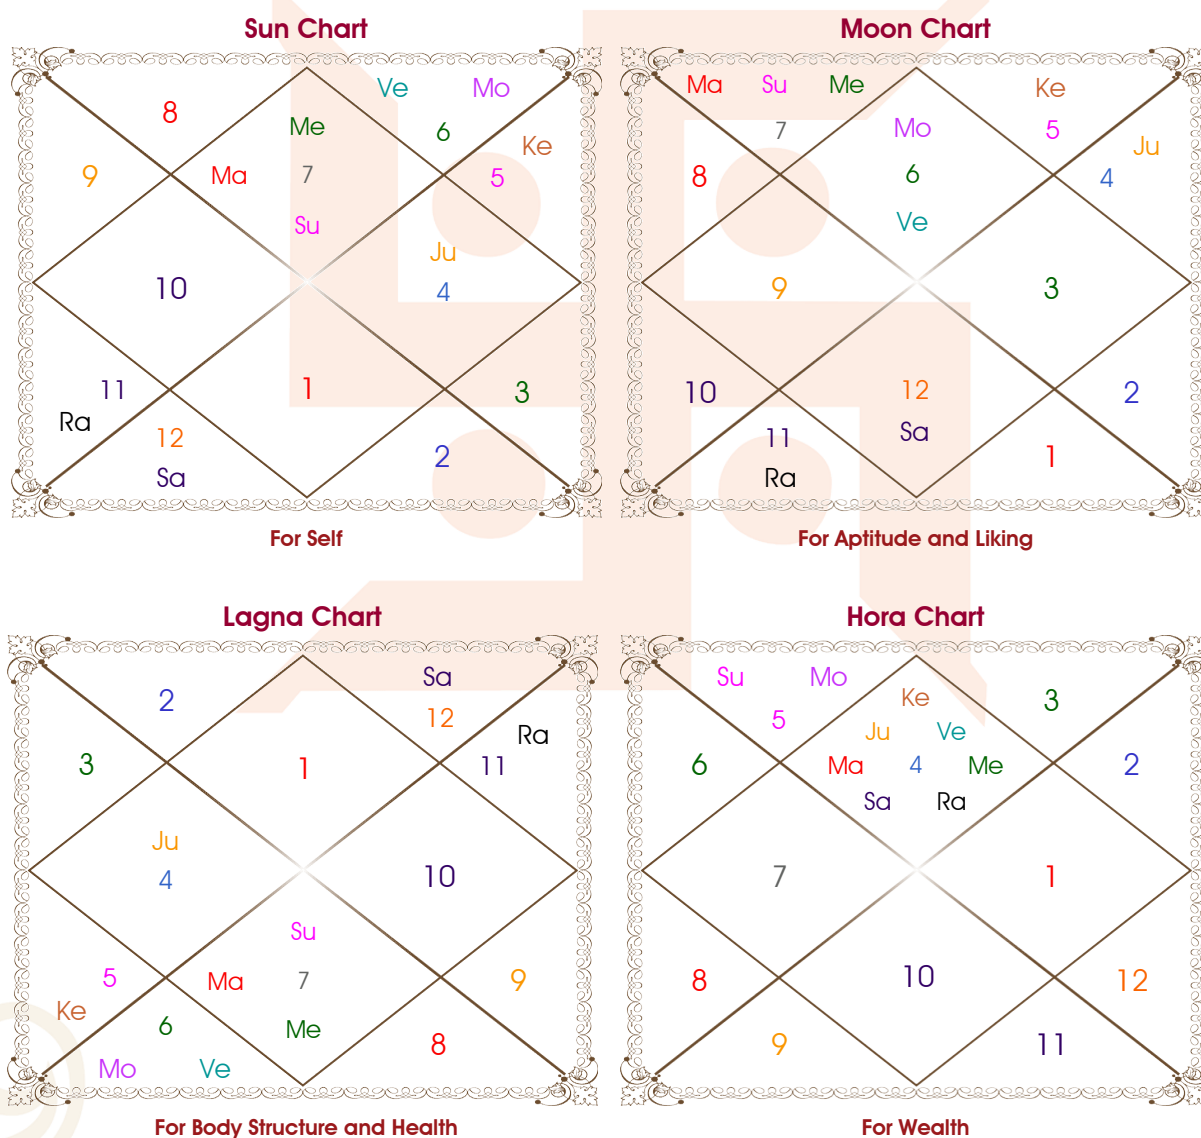 Sun Chart
8
Ve Mo
Me
6
Ke
9
Ma
7
5
Su
Ju
10
4
11
1
3
Ra
12
2
Sa
For Self
Moon Chart
Ma Su Me
Ke
7
Mo
5
Ju
8
6
4
Ve
9
3
10
12
2
11
Sa
1
Ra
For Aptitude and Liking
Lagna Chart
2
Sa
12
Ra
3
1
11
Ju
4
10
Su
5
Ma
7
9
Ke
6
Me
8
Mo Ve
For Body Structure and Health
Hora Chart
Su Mo
Ke
3
5
Ju Ve
6
Ma 4 Me
2
Sa Ra
7
1
8
10
12
9
11
For Wealth